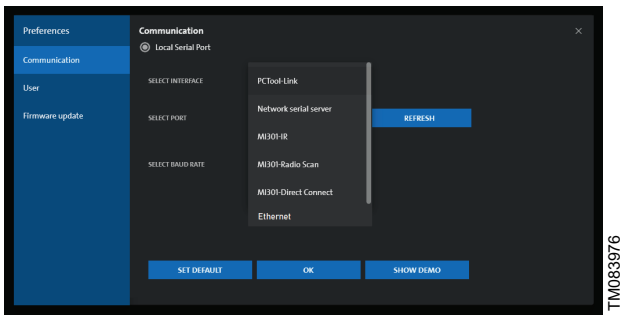 Preferences
Communication
User
Firmware update
Communication
Local Serial Port
SELECT INTERFACE
PCTool-Link
Network serial server
MI301-IR
MI301-Radio Scan
MI301-Direct Connect
Ethernet
SELECT PORT
REFRESH
SELECT BAUD RATE
SET DEFAULT
OK
SHOW DEMO
TM083976